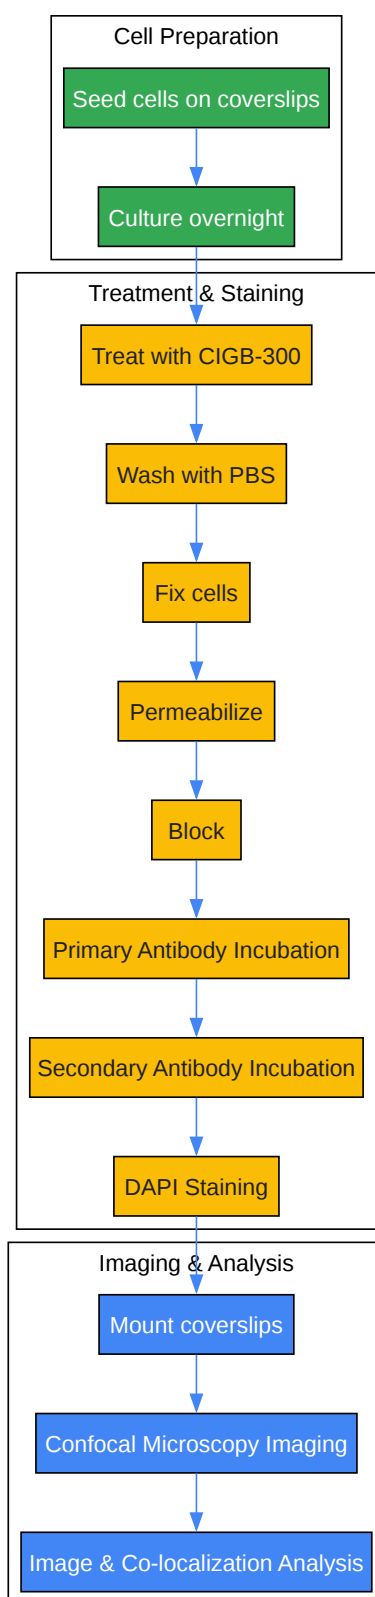 Cell Preparation
Seed cells on coverslips
Culture overnight
Treatment & Staining
Treat with CIGB-300
Wash with PBS
Fix cells
Permeabilize
Block
Primary Antibody Incubation
Secondary Antibody Incubation
DAPI Staining
Imaging & Analysis
Mount coverslips
Confocal Microscopy Imaging
Image & Co-localization Analysis